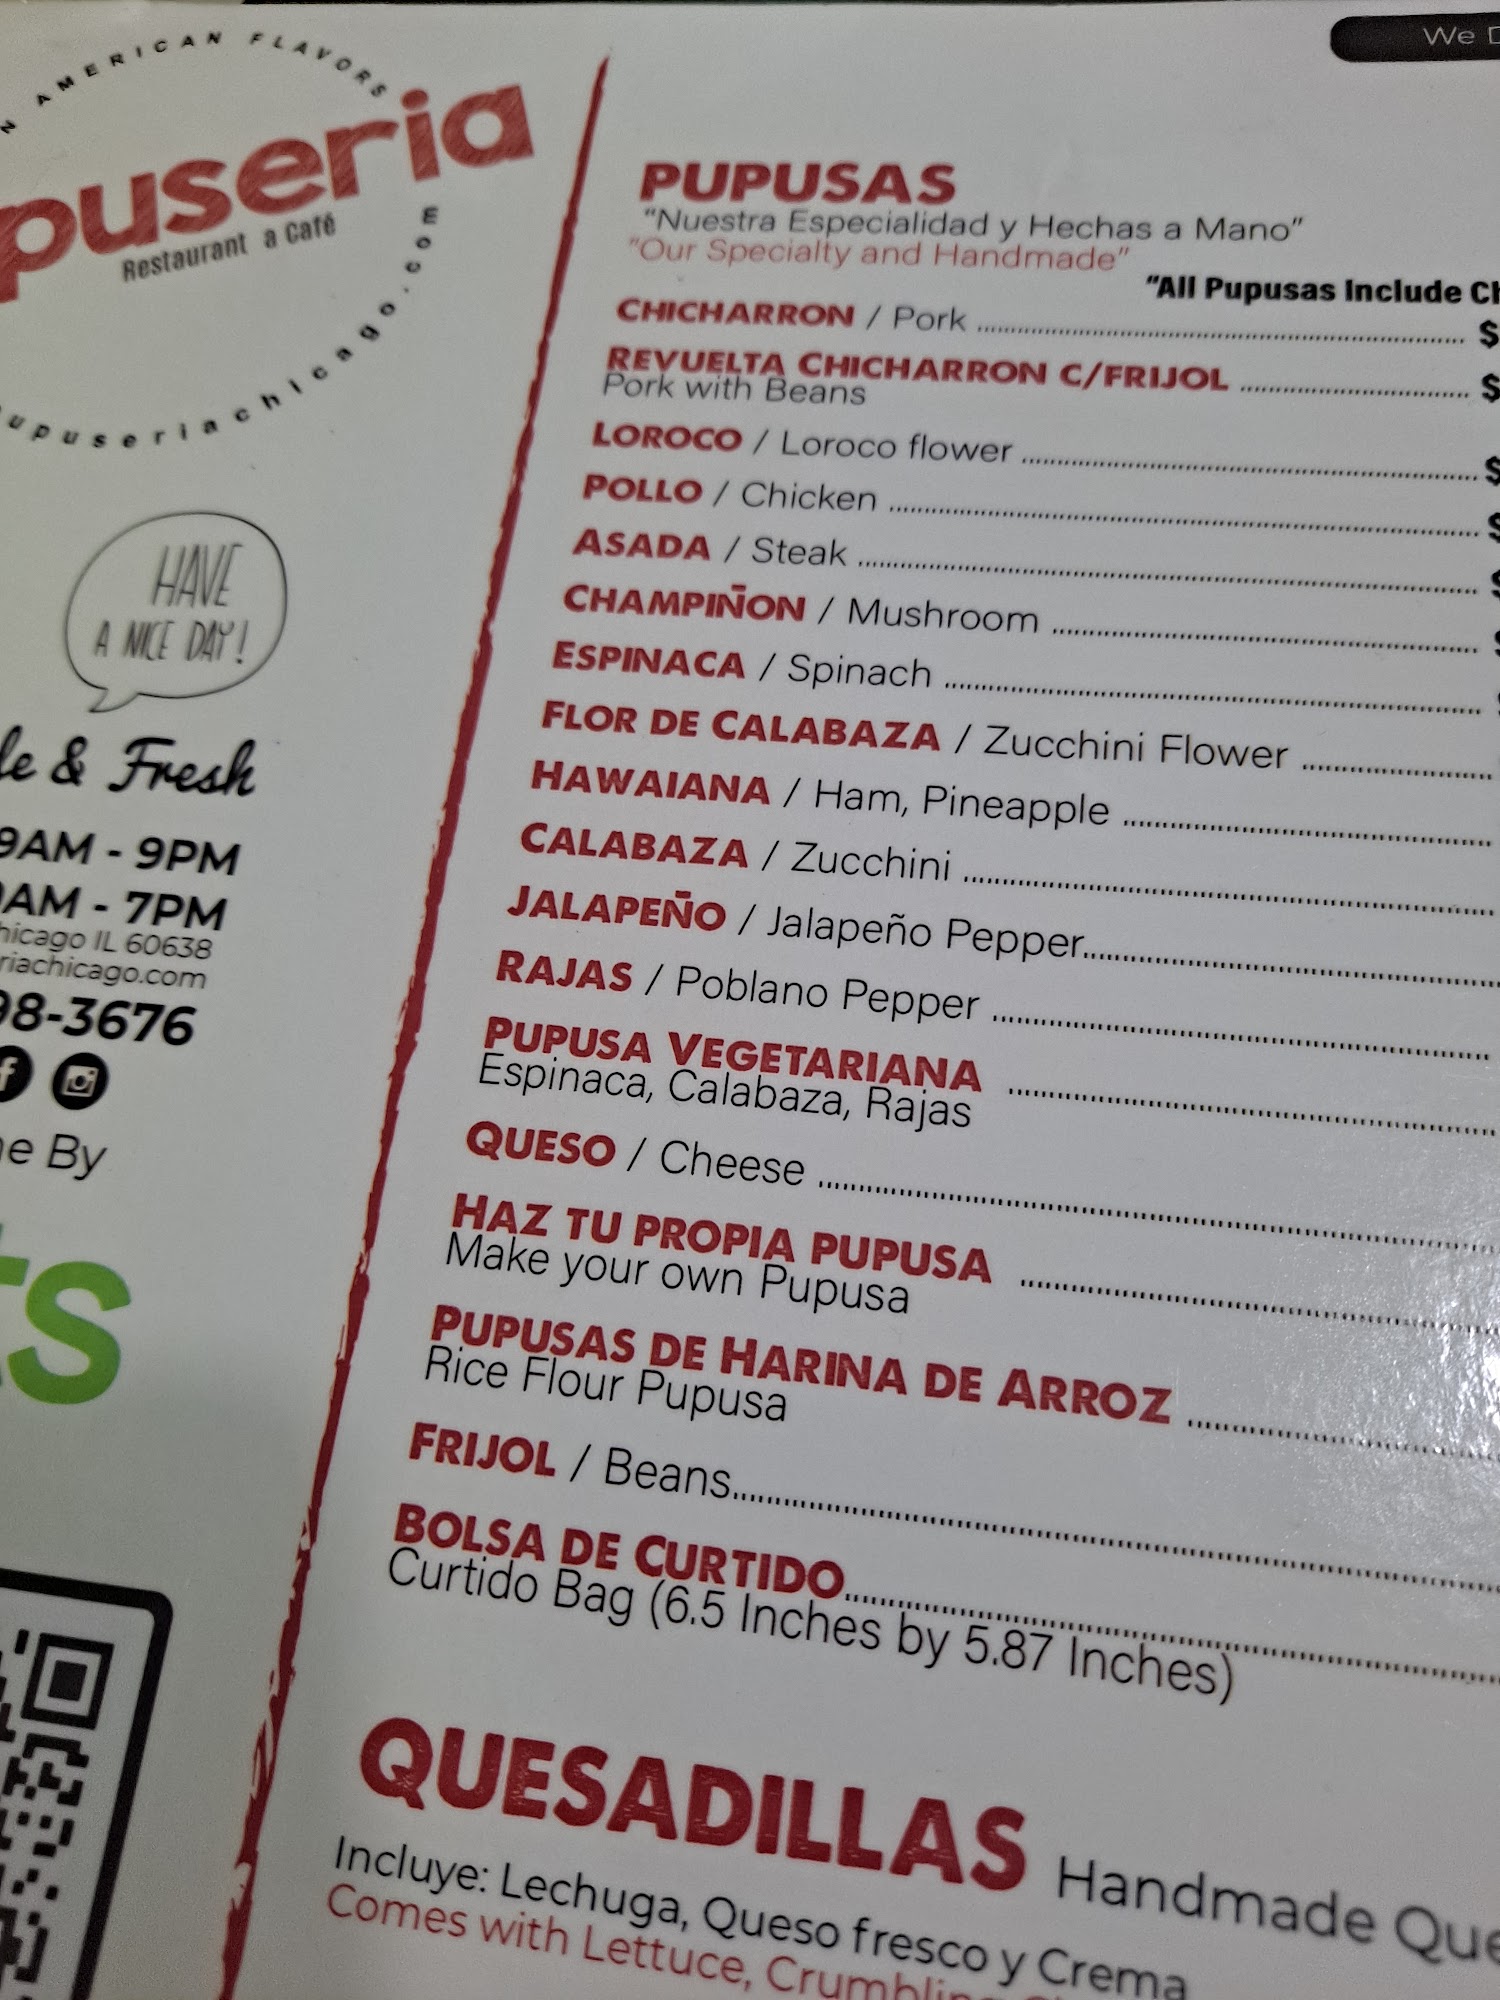 AMERICAN FLAVORS
puseria
Restaurant a Café
upuseriachicago.com
HAVE
A NICE DAY!
& Fresh
9AM - 9PM
AM - 7PM
hicago IL 60638
riachicago.com
98-3676
By
We D
PUPUSAS
"Nuestra Especialidad y Hechas a Mano"
"Our Specialty and Handmade"
"All Pupusas Include Ch
CHICHARRON / Pork ........ $
REVUELTA CHICHARRON C/FRIJOL ........ $
Pork with Beans
LOROCO / Loroco flower ........ $
POLLO / Chicken ........ $
ASADA / Steak ........ $
CHAMPIÑON / Mushroom ........
ESPINACA / Spinach ........
FLOR DE CALABAZA / Zucchini Flower ........
HAWAIANA / Ham, Pineapple ........
CALABAZA / Zucchini ........
JALAPEÑO / Jalapeño Pepper........
RAJAS / Poblano Pepper ........
PUPUSA VEGETARIANA ........
Espinaca, Calabaza, Rajas
QUESO / Cheese ........
HAZ TU PROPIA PUPUSA ........
Make your own Pupusa
PUPUSAS DE HARINA DE ARROZ ........
Rice Flour Pupusa
FRIJOL / Beans........
BOLSA DE CURTIDO........
Curtido Bag (6.5 Inches by 5.87 Inches)
QUESADILLAS Handmade Que
Incluye: Lechuga, Queso fresco y Crema
Comes with Lettuce, Crumbling